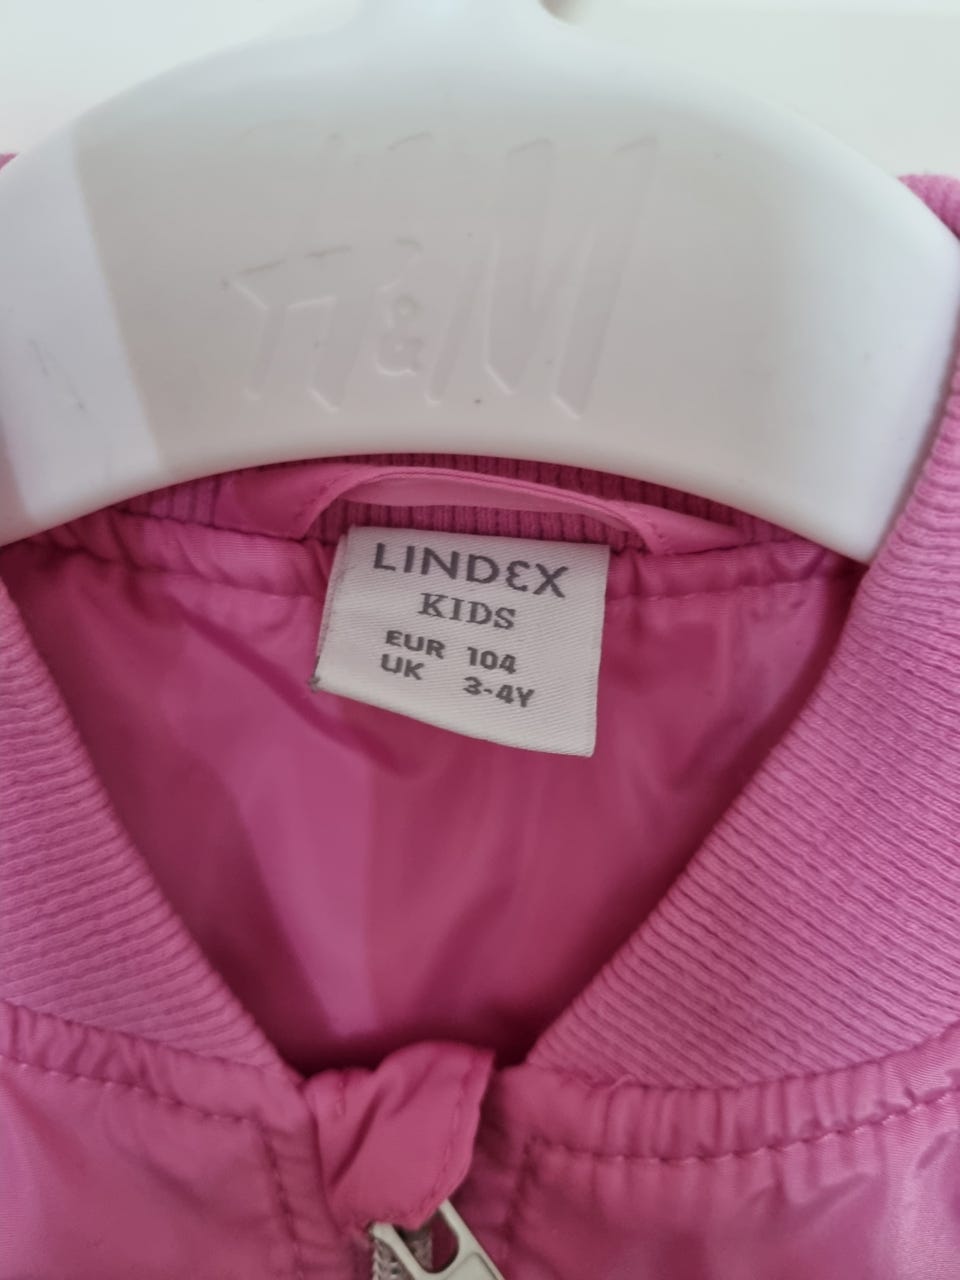 H&M
LINDEX
KIDS
EUR 104
UK 3-4Y